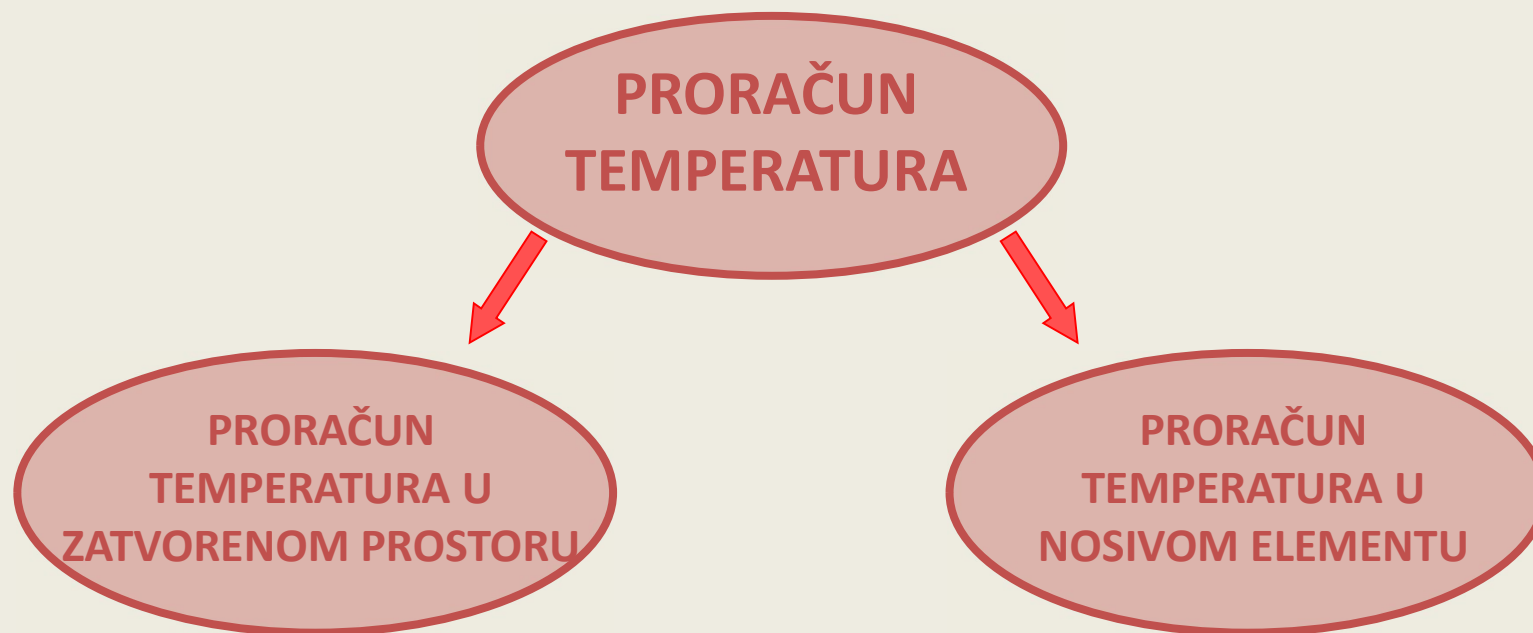 PRORAČUN
TEMPERATURA
PRORAČUN
TEMPERATURA U
ZATVORENOM PROSTORU
PRORAČUN
TEMPERATURA U
NOSIVOM ELEMENTU